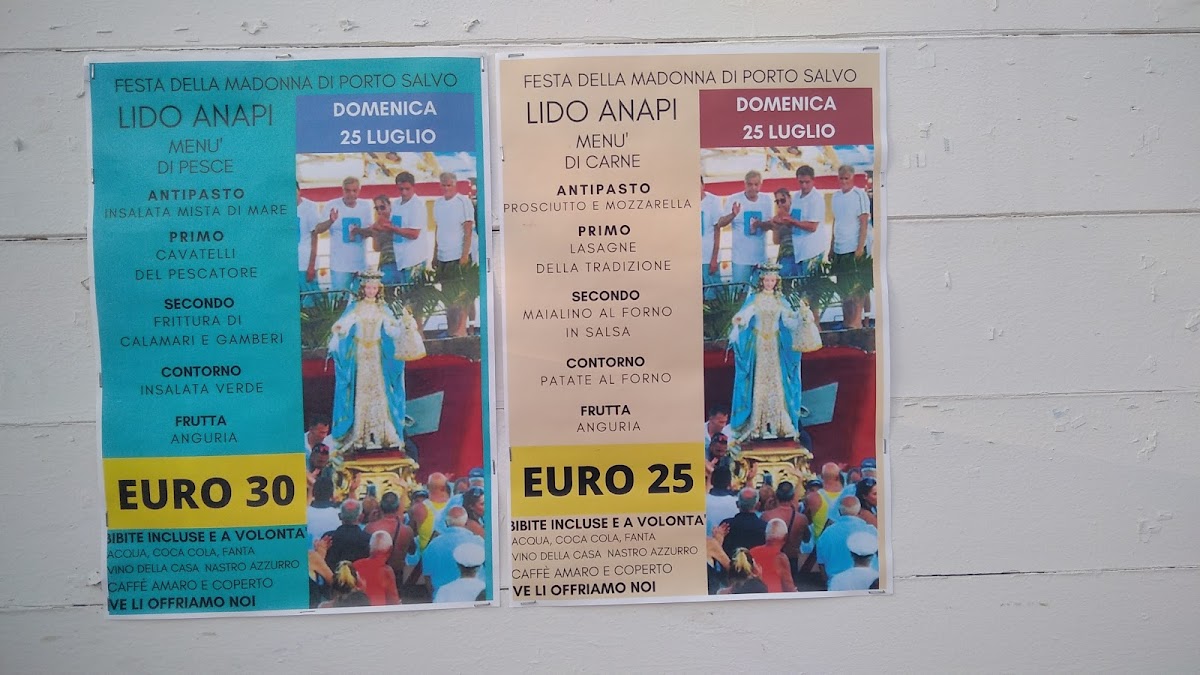 FESTA DELLA MADONNA DI PORTO SALVO
LIDO ANAPI
DOMENICA
25 LUGLIO
MENU'
DI PESCE
ANTIPASTO
INSALATA MISTA DI MARE
PRIMO
CAVATELLI
DEL PESCATORE
SECONDO
FRITTURA DI
CALAMARI E GAMBERI
CONTORNO
INSALATA VERDE
FRUTTA
ANGURIA
EURO 30
BIBITE INCLUSE E A VOLONTA'
ACQUA, COCA COLA, FANTA
VINO DELLA CASA NASTRO AZZURRO
CAFFÈ AMARO E COPERTO
VE LI OFFRIAMO NOI
FESTA DELLA MADONNA DI PORTO SALVO
LIDO ANAPI
DOMENICA
25 LUGLIO
MENU'
DI CARNE
ANTIPASTO
PROSCIUTTO E MOZZARELLA
PRIMO
LASAGNE
DELLA TRADIZIONE
SECONDO
MAIALINO AL FORNO
IN SALSA
CONTORNO
PATATE AL FORNO
FRUTTA
ANGURIA
EURO 25
BIBITE INCLUSE E A VOLONTA'
ACQUA, COCA COLA, FANTA
VINO DELLA CASA NASTRO AZZURRO
CAFFÈ AMARO E COPERTO
VE LI OFFRIAMO NOI